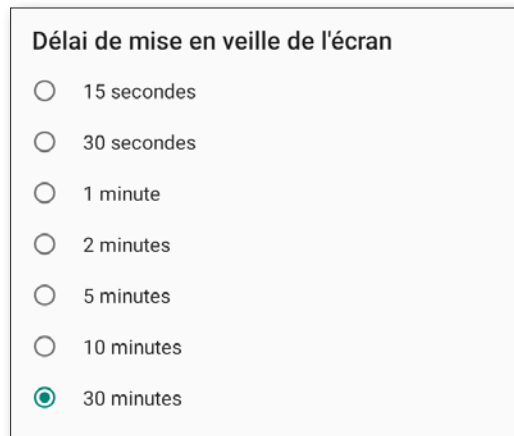 Délai de mise en veille de l'écran
15 secondes
30 secondes
1 minute
2 minutes
5 minutes
10 minutes
30 minutes